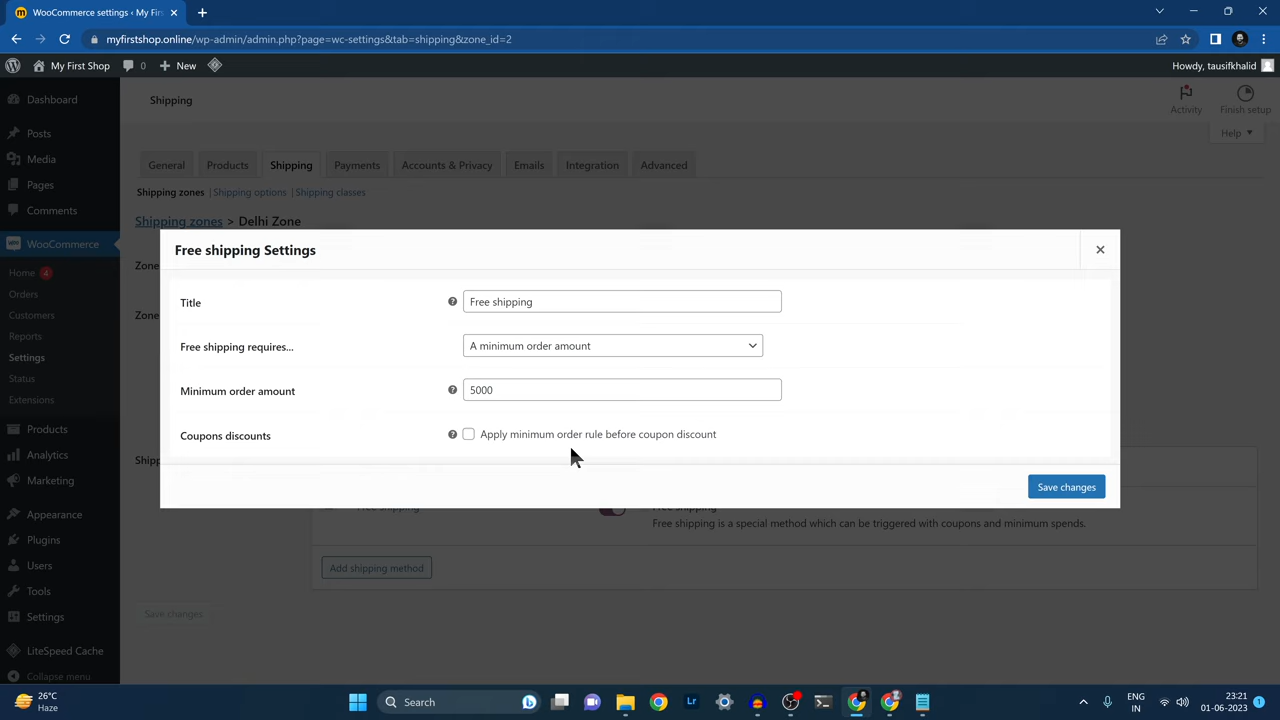 WooCommerce settings ‹ My First S
myfirstshop.online/wp-admin/admin.php?page=wc-settings&tab=shipping&zone_id=2
My First Shop 0 New
Howdy, tausifkhalid
Dashboard
Posts
Media
Pages
Comments
WooCommerce
Home 4
Orders
Customers
Reports
Settings
Status
Extensions
Products
Analytics
Marketing
Appearance
Plugins
Users
Tools
Settings
LiteSpeed Cache
Collapse menu
Shipping
Activity
Finish setup
Help
General Products Shipping Payments Accounts & Privacy Emails Integration Advanced
Shipping zones | Shipping options | Shipping classes
Shipping zones > Delhi Zone
Zone
Zone
Shipp
Free shipping Settings
Title Free shipping
Free shipping requires... A minimum order amount
Minimum order amount 5000
Coupons discounts Apply minimum order rule before coupon discount
Save changes
Free shipping Free shipping
Free shipping is a special method which can be triggered with coupons and minimum spends.
Add shipping method
Save changes
26°C
Haze
Search
Lr
ENG
IN
23:21
01-06-2023
1